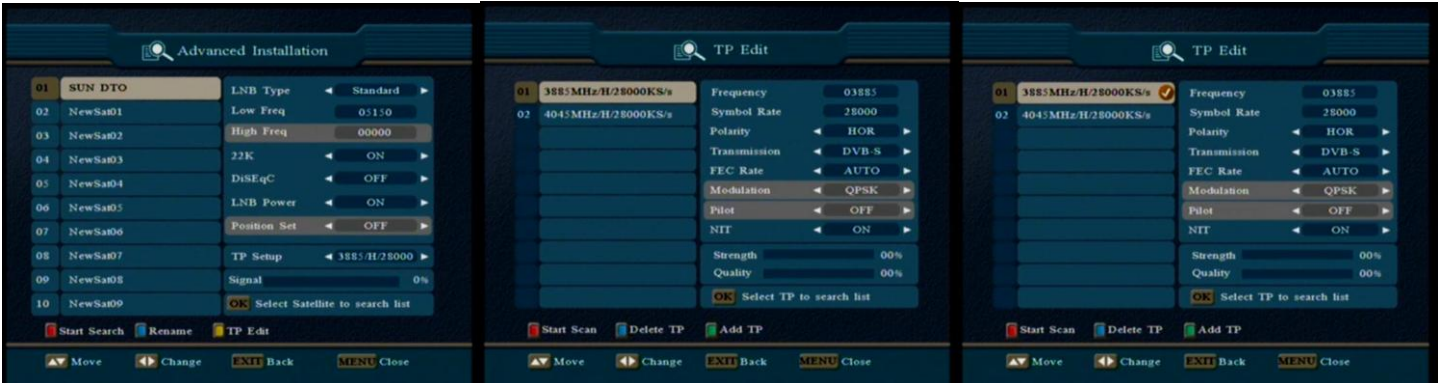 Advanced Installation
01 SUN DTO
02 NewSat01
03 NewSat02
04 NewSat03
05 NewSat04
06 NewSat05
07 NewSat06
08 NewSat07
09 NewSat08
10 NewSat09
LNB Type Standard
Low Freq 05150
High Freq 00000
22K ON
DiSEqC OFF
LNB Power ON
Position Set OFF
TP Setup 3885/H/28000
Signal 0%
OK Select Satellite to search list
Start Search Rename TP Edit
Move Change EXIT Back MENU Close
TP Edit
01 3885MHz/H/28000KS/s
02 4045MHz/H/28000KS/s
Frequency 03885
Symbol Rate 28000
Polarity HOR
Transmission DVB-S
FEC Rate AUTO
Modulation QPSK
Pilot OFF
NIT ON
Strength 00%
Quality 00%
OK Select TP to search list
Start Scan Delete TP Add TP
Move Change EXIT Back MENU Close
TP Edit
01 3885MHz/H/28000KS/s
02 4045MHz/H/28000KS/s
Frequency 03885
Symbol Rate 28000
Polarity HOR
Transmission DVB-S
FEC Rate AUTO
Modulation QPSK
Pilot OFF
NIT ON
Strength 00%
Quality 00%
OK Select TP to search list
Start Scan Delete TP Add TP
Move Change EXIT Back MENU Close